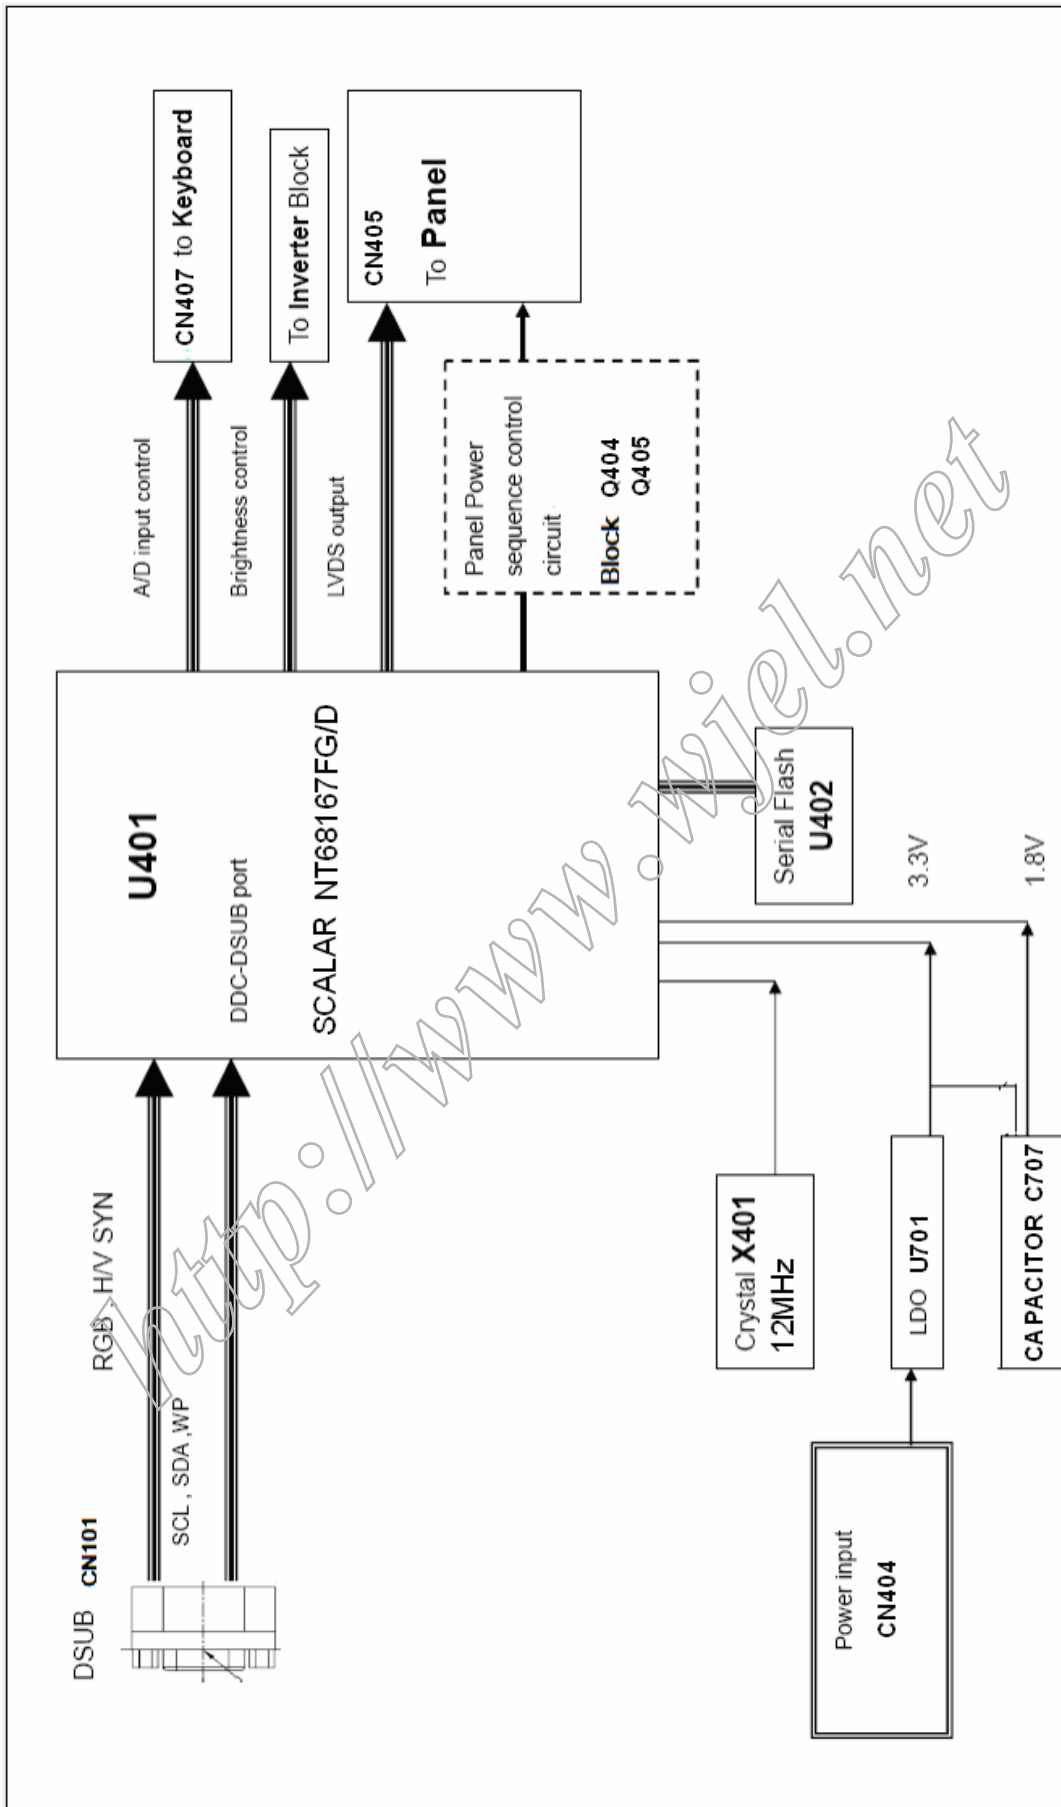 DSUB CN101
RGB , H/V SYN
SCL , SDA ,WP
U401
DDC-DSUB port
SCALAR NT68167FG/D
A/D input control
CN407 to Keyboard
Brightness control
To Inverter Block
LVDS output
CN405
To Panel
Panel Power
sequence control
circuit
Block Q404
Q405
Crystal X401
12MHz
Serial Flash
U402
Power input
CN404
LDO U701
3.3V
CAPACITOR C707
1.8V
http://www.wjel.net